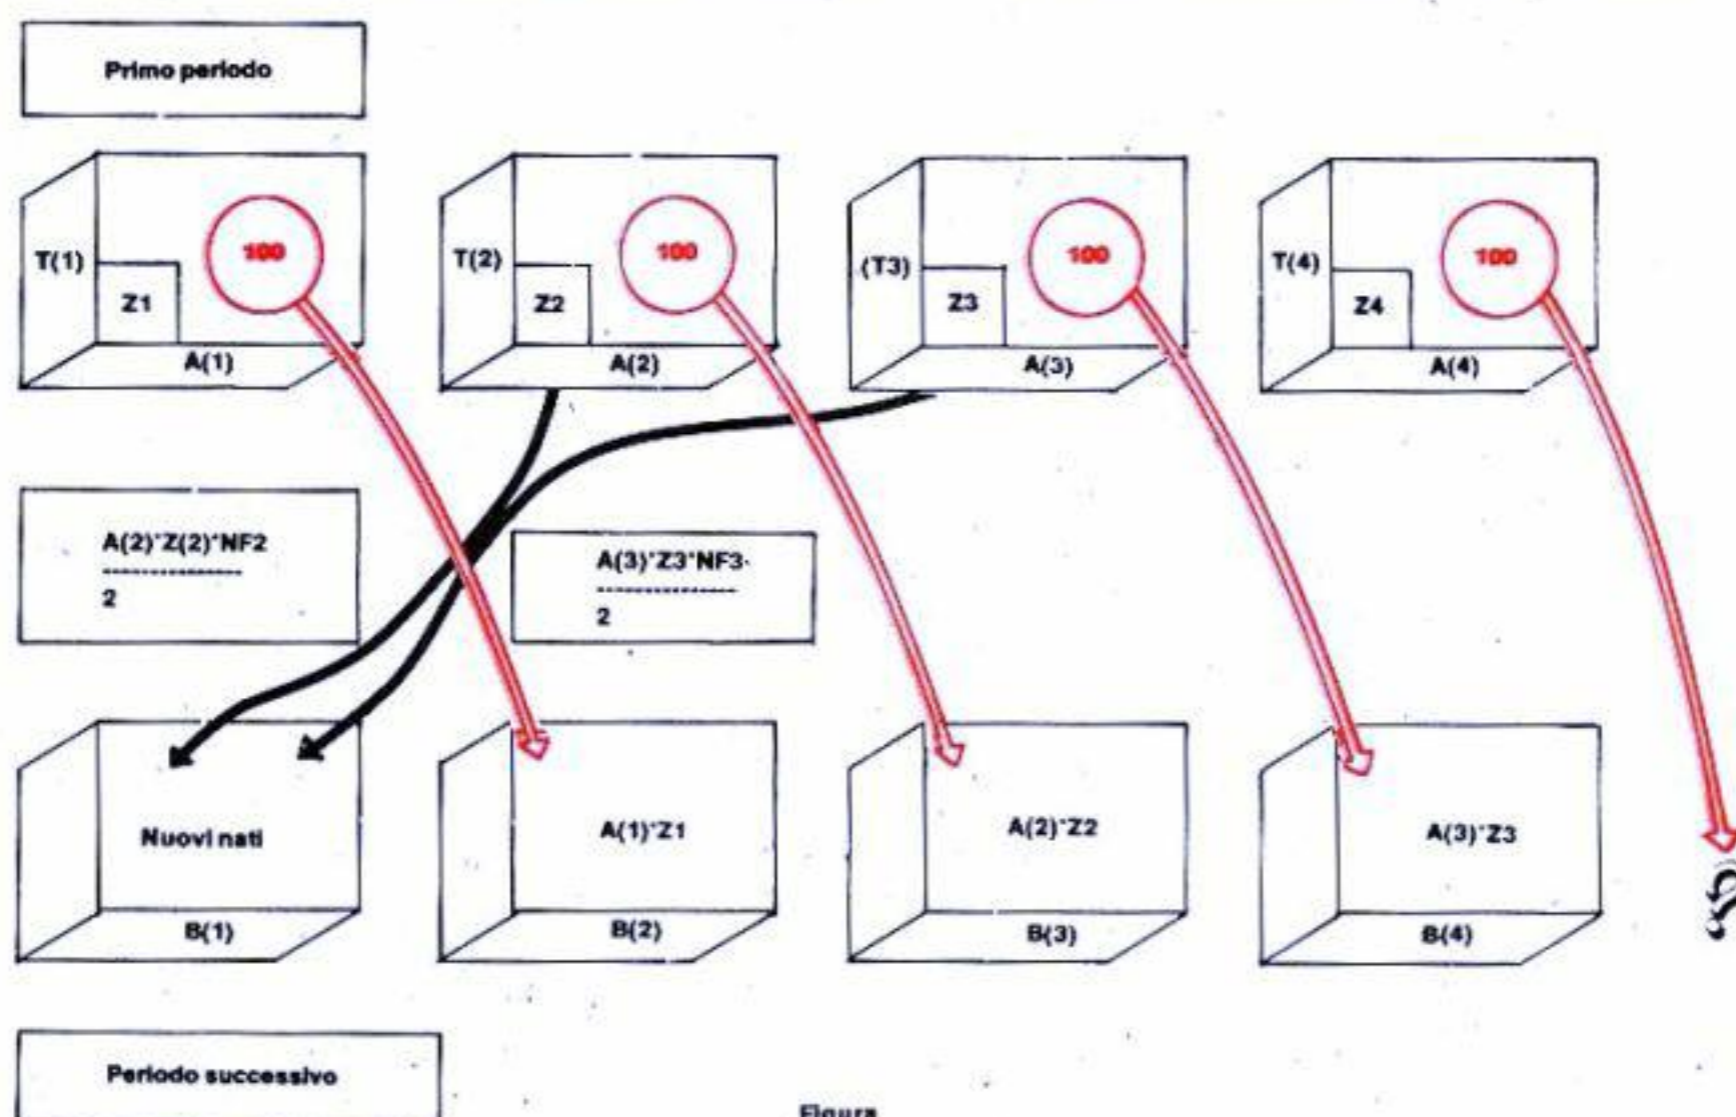 Primo periodo
T(1)
100
Z1
A(1)
T(2)
100
Z2
A(2)
(T3)
100
Z3
A(3)
T(4)
100
Z4
A(4)
A(2)*Z(2)*NF2
----------------
2
A(3)*Z3*NF3
----------------
2
Nuovi nati
B(1)
A(1)*Z1
B(2)
A(2)*Z2
B(3)
A(3)*Z3
B(4)
Periodo successivo
Figura